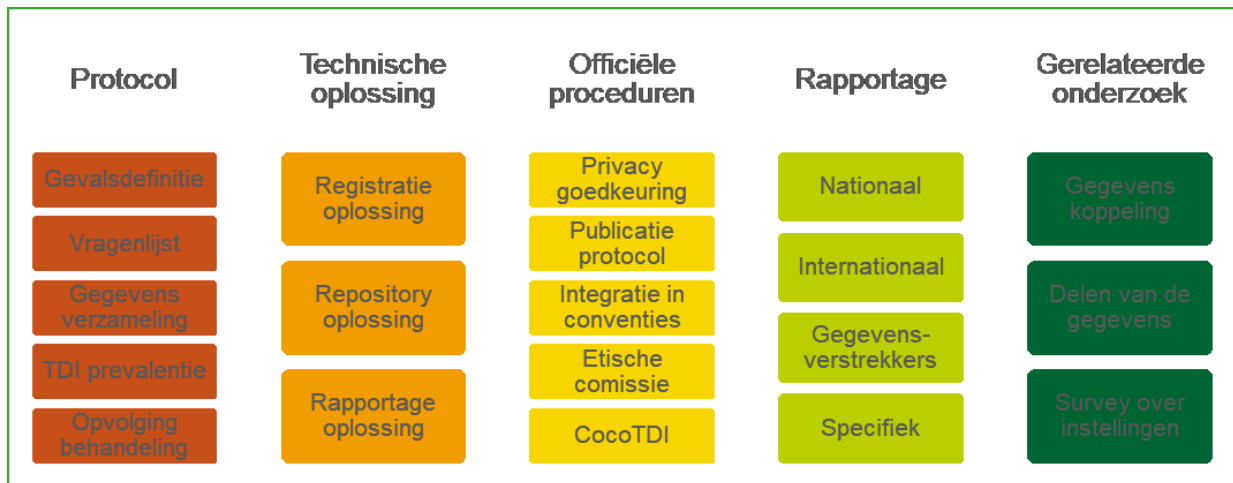 Protocol
Gevalsdefinitie
Vragenlijst
Gegevens
verzameling
TDI prevalentie
Opvolging
behandeling
Technische
oplossing
Registratie
oplossing
Repository
oplossing
Rapportage
oplossing
Officiële
proceduren
Privacy
goedkeuring
Publicatie
protocol
Integratie in
conventies
Etische
comissie
CocoTDI
Rapportage
Nationaal
Internationaal
Gegevens-
verstrekkers
Specifiek
Gerelateerde
onderzoek
Gegevens
koppeling
Delen van de
gegevens
Survey over
instellingen